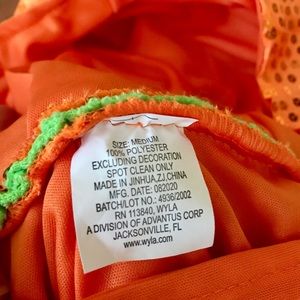 SIZE: MEDIUM
100% POLYESTER
EXCLUDING DECORATION
SPOT CLEAN ONLY
MADE IN JINHUA,ZJ,CHINA
MFG. DATE: 082020
BATCH/LOT NO.: 4936/2002
RN 113840, WYLA
A DIVISION OF ADVANTUS CORP
JACKSONVILLE, FL
www.wyla.com